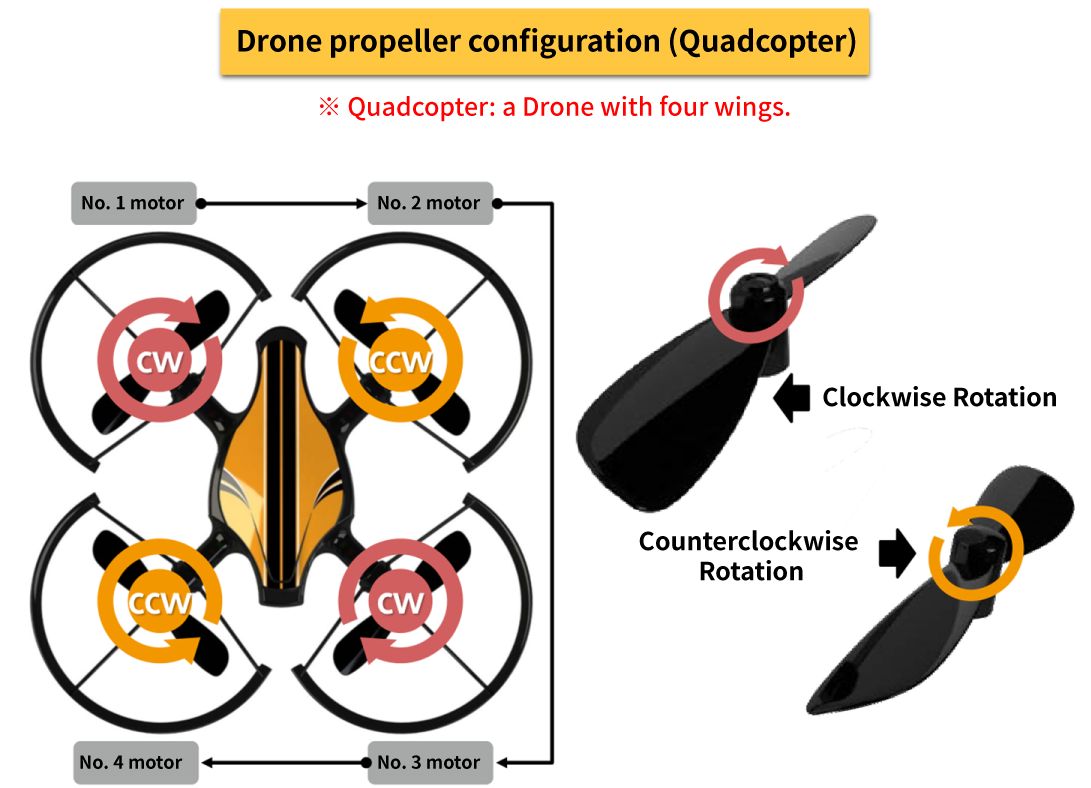 Drone propeller configuration (Quadcopter)
※ Quadcopter: a Drone with four wings.
No. 1 motor
No. 2 motor
CW
CCW
CCW
CW
No. 4 motor
No. 3 motor
Clockwise Rotation
Counterclockwise
Rotation